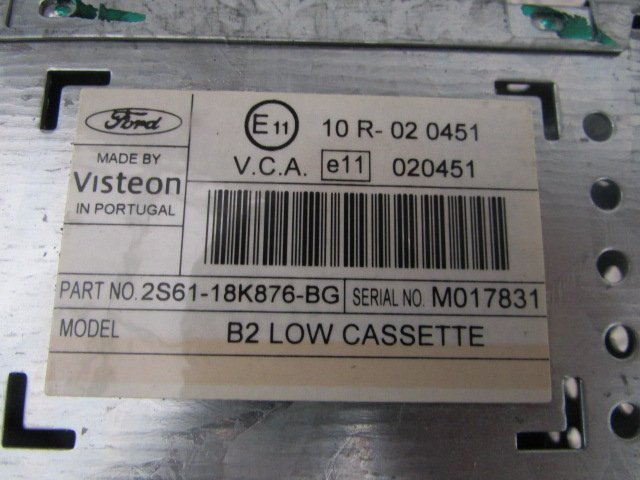 Ford
MADE BY
Visteon
IN PORTUGAL
E11 10 R- 02 0451
V.C.A. e11 020451
PART NO. 2S61-18K876-BG SERIAL NO. M017831
MODEL B2 LOW CASSETTE